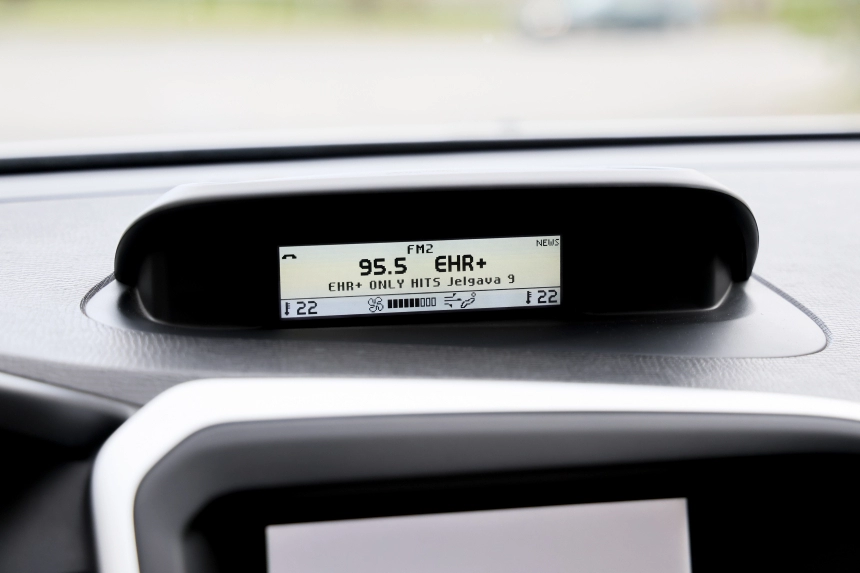 FM2 NEWS
95.5 EHR+
EHR+ ONLY HITS Jelgava 9
22 22